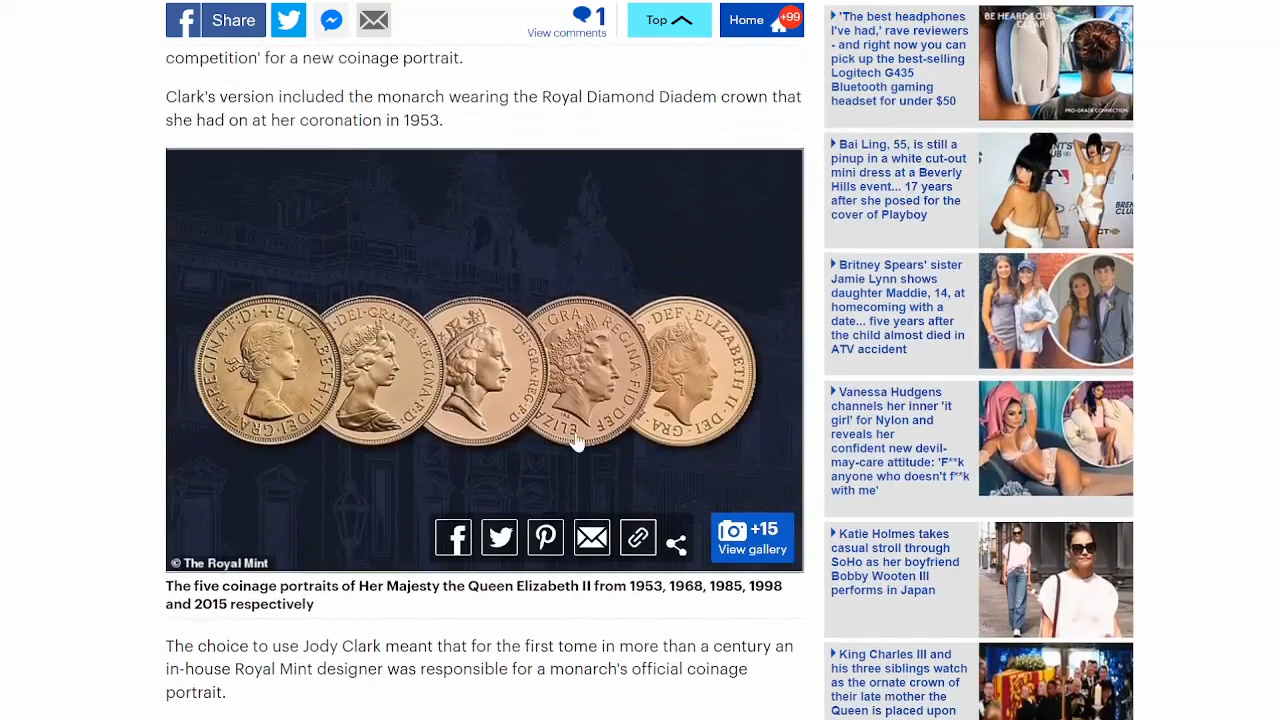 Share
1
View comments
Top
Home
+99
competition' for a new coinage portrait.
Clark's version included the monarch wearing the Royal Diamond Diadem crown that
she had on at her coronation in 1953.
© The Royal Mint
+15
View gallery
The five coinage portraits of Her Majesty the Queen Elizabeth II from 1953, 1968, 1985, 1998
and 2015 respectively
The choice to use Jody Clark meant that for the first tome in more than a century an
in-house Royal Mint designer was responsible for a monarch's official coinage
portrait.
'The best headphones
I've had,' rave reviewers
- and right now you can
pick up the best-selling
Logitech G435
Bluetooth gaming
headset for under $50
BE HEARD LOUD
CLEAR
PRO-GRADE CONNECTION
Bai Ling, 55, is still a
pinup in a white cut-out
mini dress at a Beverly
Hills event... 17 years
after she posed for the
cover of Playboy
Britney Spears' sister
Jamie Lynn shows
daughter Maddie, 14, at
homecoming with a
date... five years after
the child almost died in
ATV accident
Vanessa Hudgens
channels her inner 'it
girl' for Nylon and
reveals her
confident new devil-
may-care attitude: 'F**k
anyone who doesn't f**k
with me'
Katie Holmes takes
casual stroll through
SoHo as her boyfriend
Bobby Wooten III
performs in Japan
King Charles III and
his three siblings watch
as the ornate crown of
their late mother the
Queen is placed upon